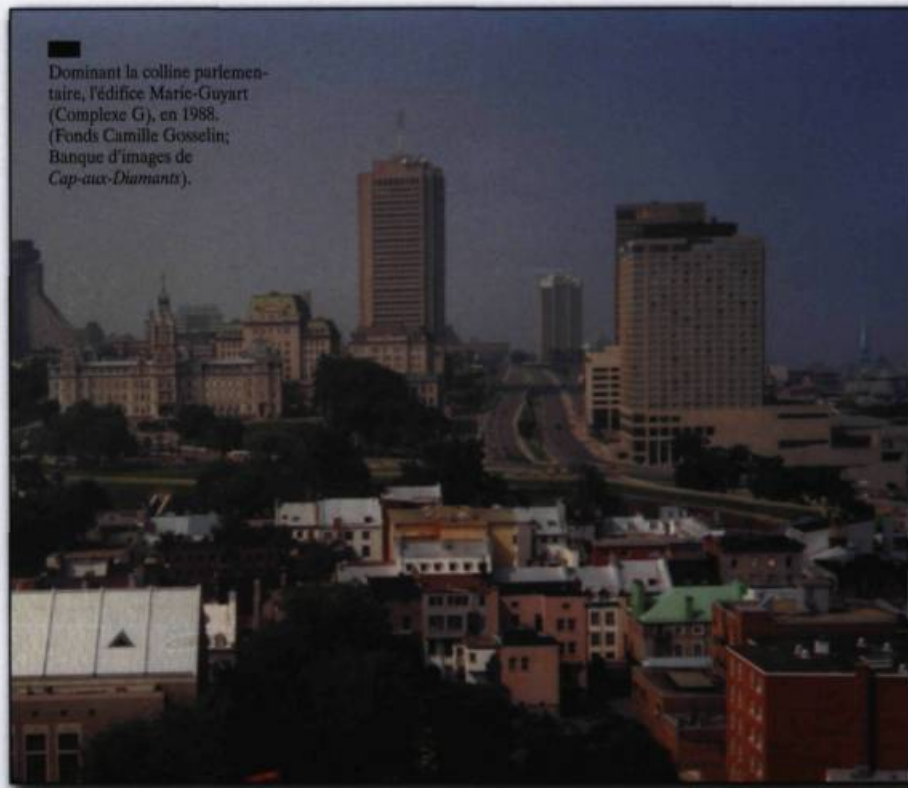 Dominant la colline parlemen-
taire, l'édifice Marie-Guyart
(Complexe G), en 1988.
(Fonds Camille Gosselin;
Banque d'images de
Cap-aux-Diamants).